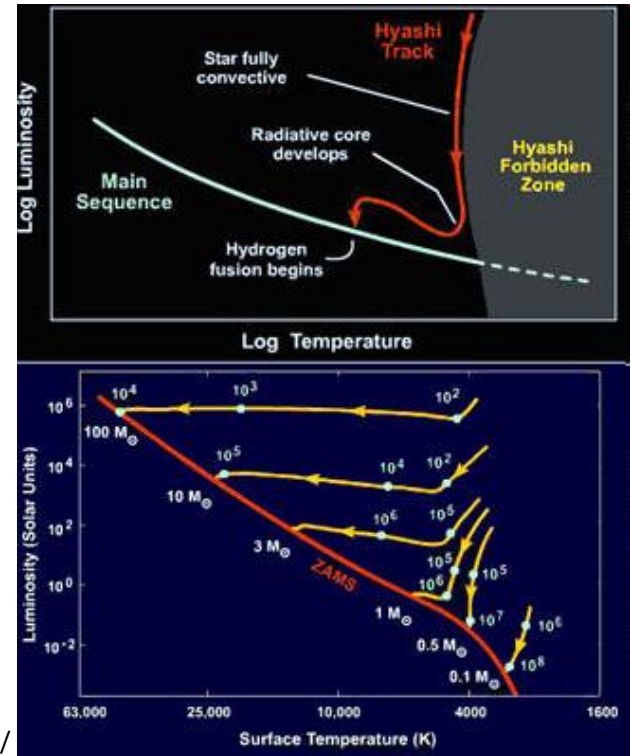 Hyashi
Track
Star fully
convective
Radiative core
develops
Hyashi
Forbidden
Zone
Main
Sequence
Hydrogen
fusion begins
Log Luminosity
Log Temperature
10⁴
10³
10²
10⁶
100 M⊙
10⁵
10⁴
10²
10⁴
10 M⊙
10⁶
10⁵
10²
3 M⊙
ZAMS
10⁵
10⁵
10⁶
10⁰
1 M⊙
10⁷
10⁶
0.5 M⊙
10⁻²
0.1 M⊙
10⁸
Luminosity (Solar Units)
63,000
25,000
10,000
4000
1600
/
Surface Temperature (K)